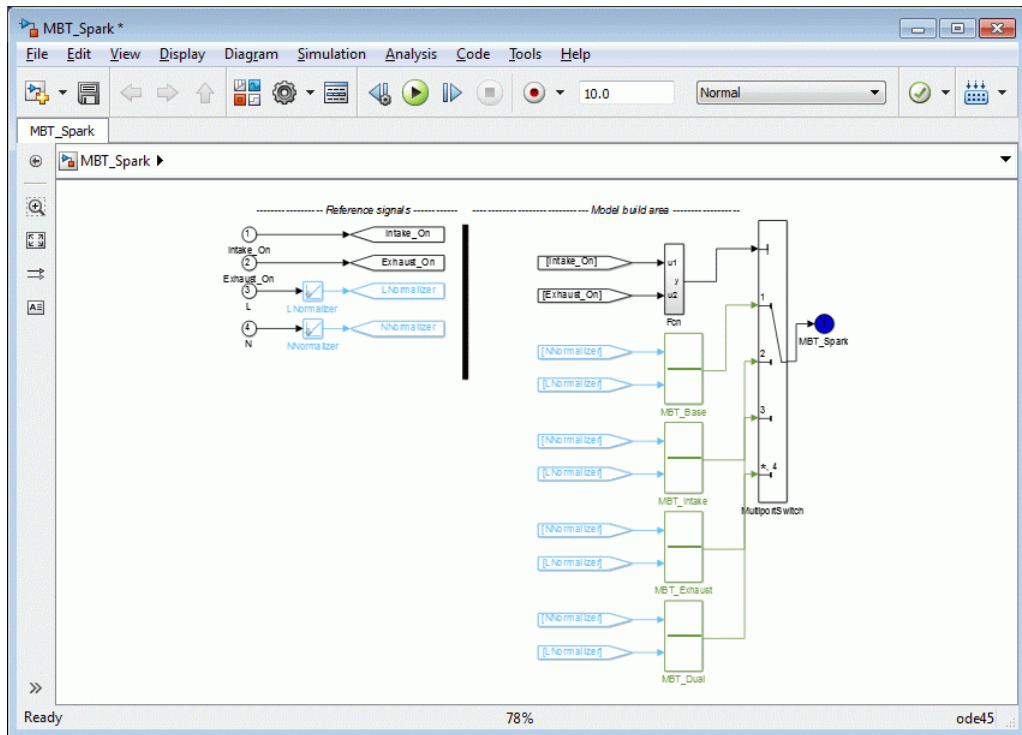 MBT_Spark *
File Edit View Display Diagram Simulation Analysis Code Tools Help
10.0 Normal
MBT_Spark
MBT_Spark
Reference signals
Model build area
1
Intake_On
Intake_On
2
Exhaust_On
Exhaust_On
3
L
LNormalizer
LNormalizer
4
N
NNormalizer
NNormalizer
[Intake_On]
[Exhaust_On]
u1
y
u2
Fcn
[NNormalizer]
[LNormalizer]
MBT_Base
[NNormalizer]
[LNormalizer]
MBT_Intake
[NNormalizer]
[LNormalizer]
MBT_Exhaust
[NNormalizer]
[LNormalizer]
MBT_Dual
1
2
3
*, 4
MultiportSwitch
1
MBT_Spark
Ready 78% ode45